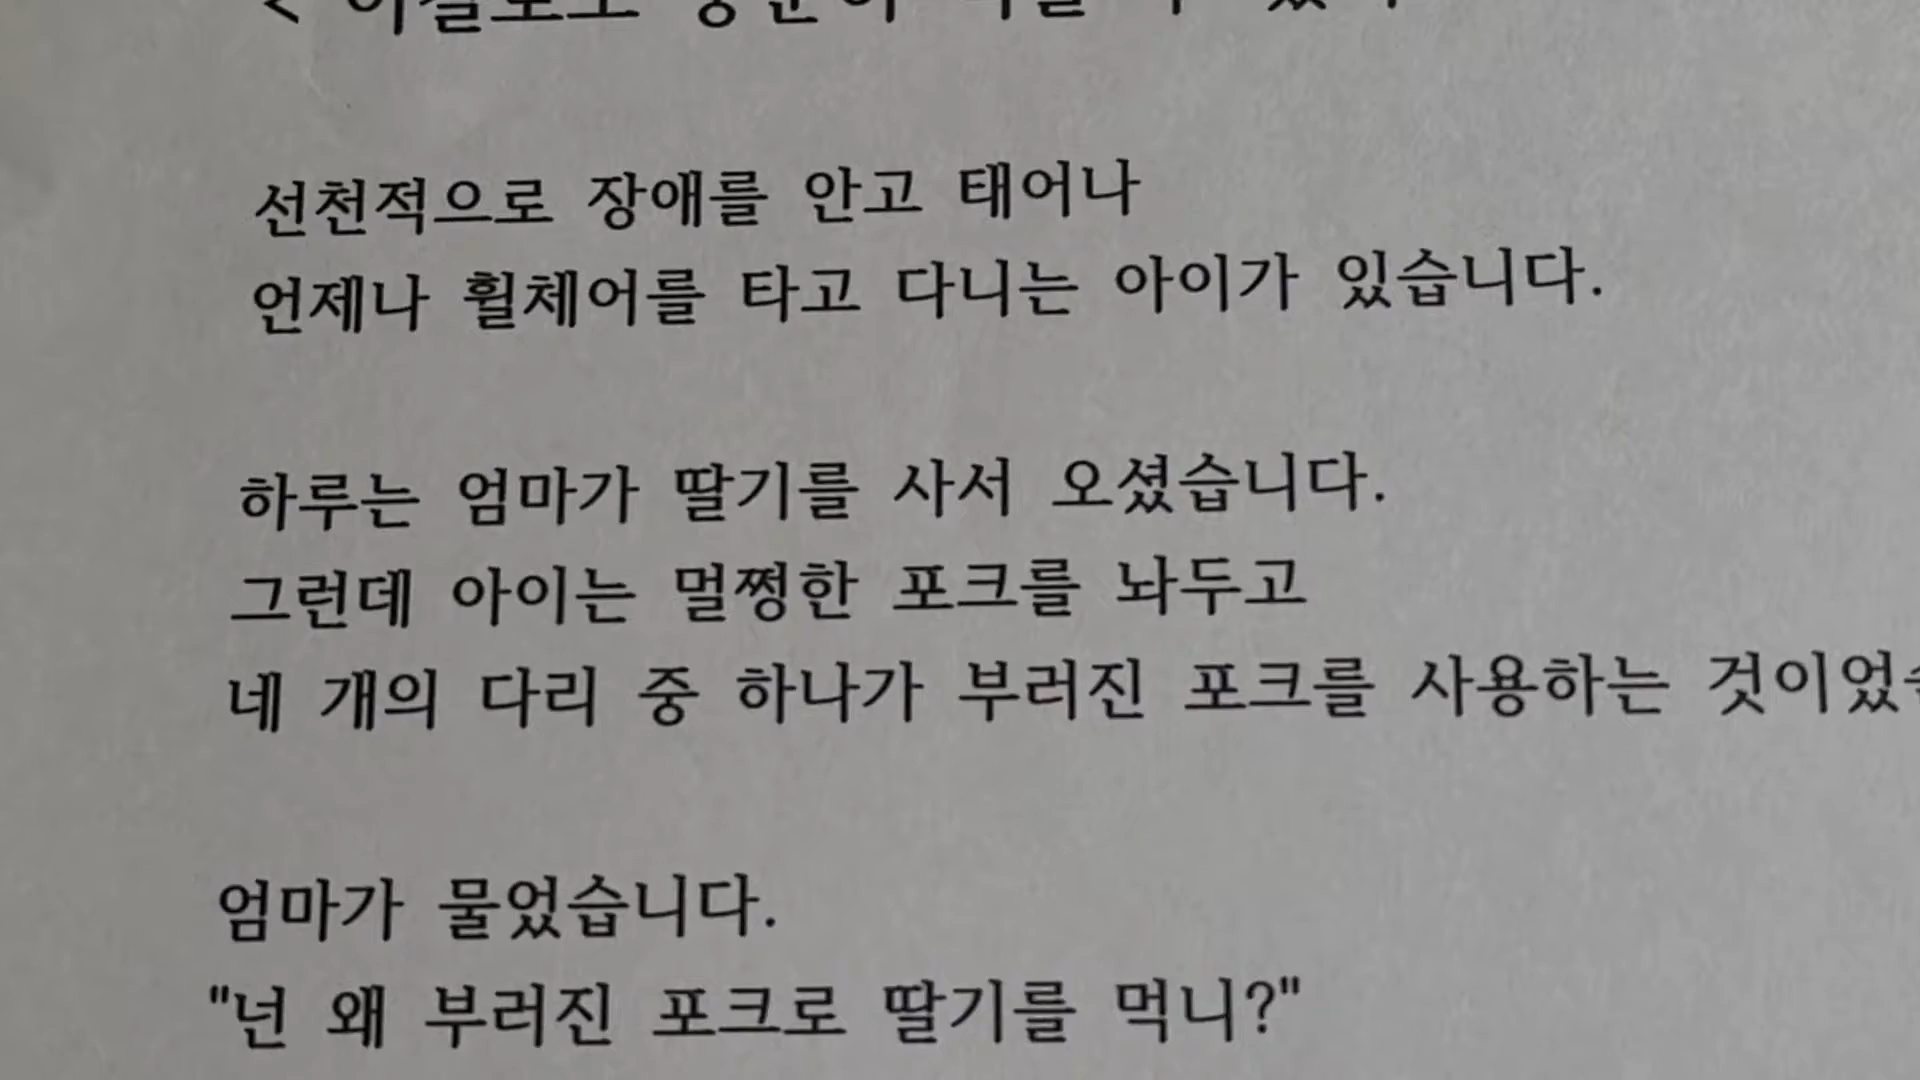 선천적으로 장애를 안고 태어나
언제나 휠체어를 타고 다니는 아이가 있습니다.
하루는 엄마가 딸기를 사서 오셨습니다.
그런데 아이는 멀쩡한 포크를 놔두고
네 개의 다리 중 하나가 부러진 포크를 사용하는 것이었
엄마가 물었습니다.
"넌 왜 부러진 포크로 딸기를 먹니?"